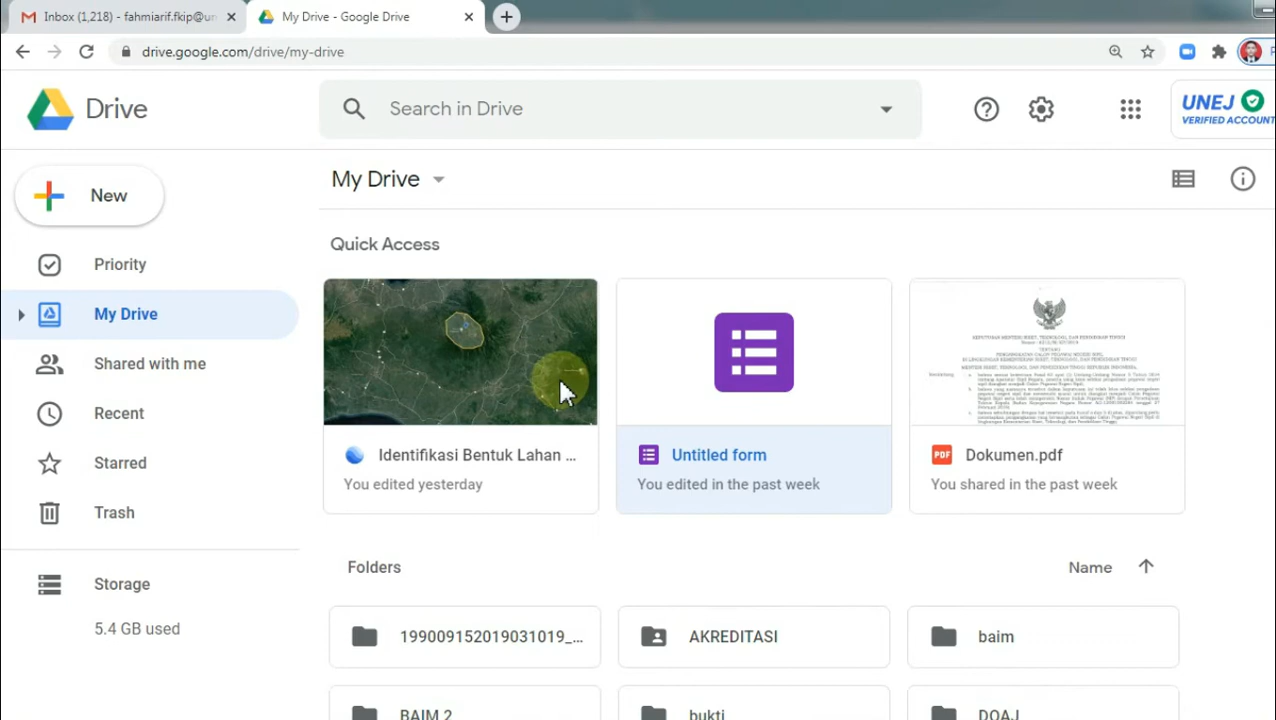 Inbox (1,218) - fahmiarif.fkip@un
My Drive - Google Drive
drive.google.com/drive/my-drive
Drive
Search in Drive
UNEJ
VERIFIED ACCOUNT
New
My Drive
Priority
My Drive
Shared with me
Recent
Starred
Trash
Storage
5.4 GB used
Quick Access
Identifikasi Bentuk Lahan ...
You edited yesterday
Untitled form
You edited in the past week
PDF
Dokumen.pdf
You shared in the past week
Folders
Name
199009152019031019_...
AKREDITASI
baim
BAIM 2
bukti
DOAJ